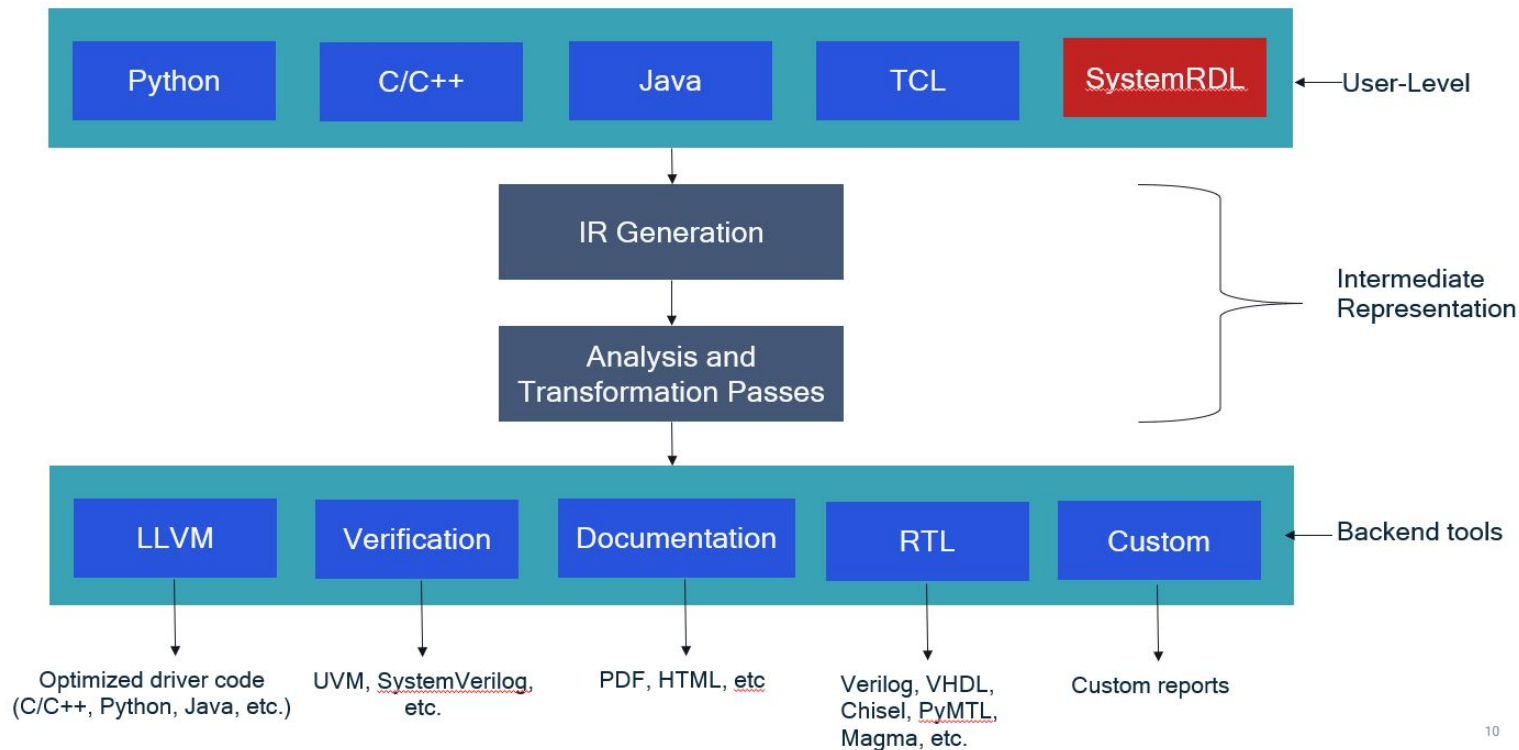 Python
C/C++
Java
TCL
SystemRDL
User-Level
IR Generation
Intermediate
Representation
Analysis and
Transformation Passes
LLVM
Verification
Documentation
RTL
Custom
Backend tools
Optimized driver code
(C/C++, Python, Java, etc.)
UVM, SystemVerilog,
etc.
PDF, HTML, etc
Verilog, VHDL,
Chisel, PyMTL,
Magma, etc.
Custom reports
10